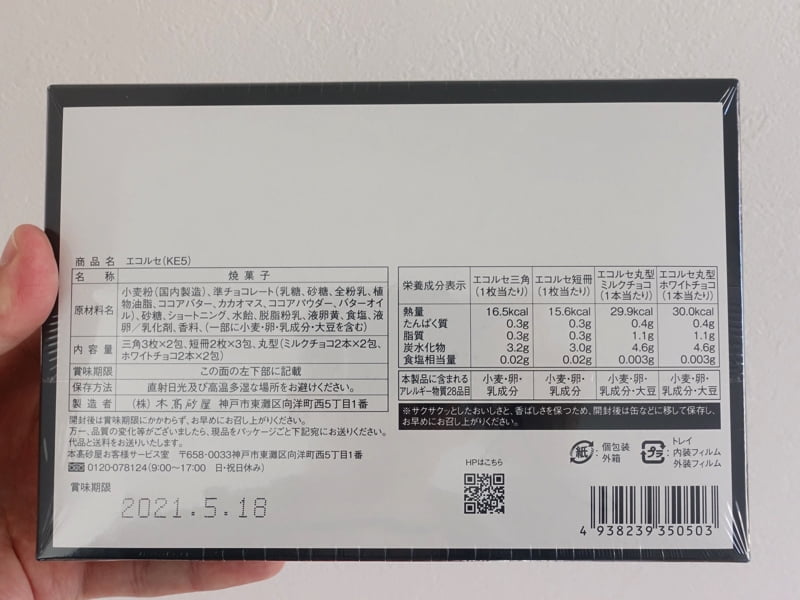 商品名 エコルセ(KE5)
名称 焼菓子
原材料名 小麦粉(国内製造)、準チョコレート(乳糖、砂糖、全粉乳、植
物油脂、ココアバター、カカオマス、ココアパウダー、バターオイ
ル)、砂糖、ショートニング、水飴、脱脂粉乳、液卵黄、食塩、液
卵/乳化剤、香料、(一部に小麦・卵・乳成分・大豆を含む)
内容量 三角3枚×2包、短冊2枚×3包、丸型(ミルクチョコ2本×2包、
ホワイトチョコ2本×2包)
賞味期限 この面の左下部に記載
保存方法 直射日光及び高温多湿な場所をお避けください。
製造者 (株) 本髙砂屋 神戸市東灘区向洋町西5丁目1番
開封後は賞味期限にかかわらず、お早めにお召し上がりください。
万一、品質の変化等がございましたら、現品をパッケージごと下記宛にお送りください。
代品と送料をお送りいたします。
本髙砂屋お客様サービス室 〒658-0033神戸市東灘区向洋町西5丁目1番
0120-078124(9:00〜17:00 日・祝日休み)
賞味期限
2021.5.18
栄養成分表示 エコルセ三角(1枚当たり) エコルセ短冊(1枚当たり) エコルセ丸型ミルクチョコ(1本当たり) エコルセ丸型ホワイトチョコ(1本当たり)
熱量 16.5kcal 15.6kcal 29.9kcal 30.0kcal
たんぱく質 0.3g 0.3g 0.4g 0.4g
脂質 0.3g 0.3g 1.1g 1.1g
炭水化物 3.2g 3.0g 4.6g 4.6g
食塩相当量 0.02g 0.02g 0.003g 0.003g
本製品に含まれるアレルギー物質28品目 小麦・卵・乳成分 小麦・卵・乳成分 小麦・卵・乳成分・大豆 小麦・卵・乳成分・大豆
※サクサクッとしたおいしさと、香ばしさを保つため、開封後は缶などに移して保存し、
お早めにお召し上がりください。
HPはこちら
紙 :個包装 外箱
プラ :トレイ 内装フィルム 外装フィルム
4 938239 350503